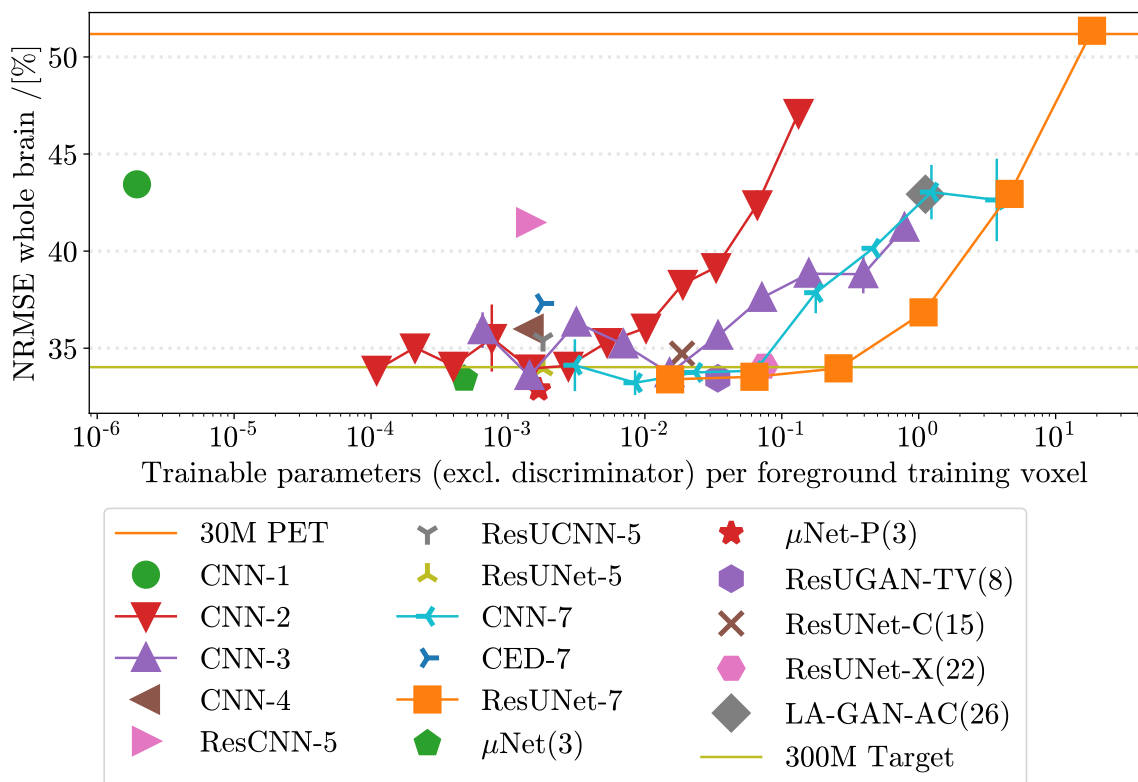 NRMSE whole brain /[%]
50
45
40
35
10^-6
10^-5
10^-4
10^-3
10^-2
10^-1
10^0
10^1
Trainable parameters (excl. discriminator) per foreground training voxel
30M PET
CNN-1
CNN-2
CNN-3
CNN-4
ResCNN-5
ResUCNN-5
ResUNet-5
CNN-7
CED-7
ResUNet-7
μNet(3)
μNet-P(3)
ResUGAN-TV(8)
ResUNet-C(15)
ResUNet-X(22)
LA-GAN-AC(26)
300M Target